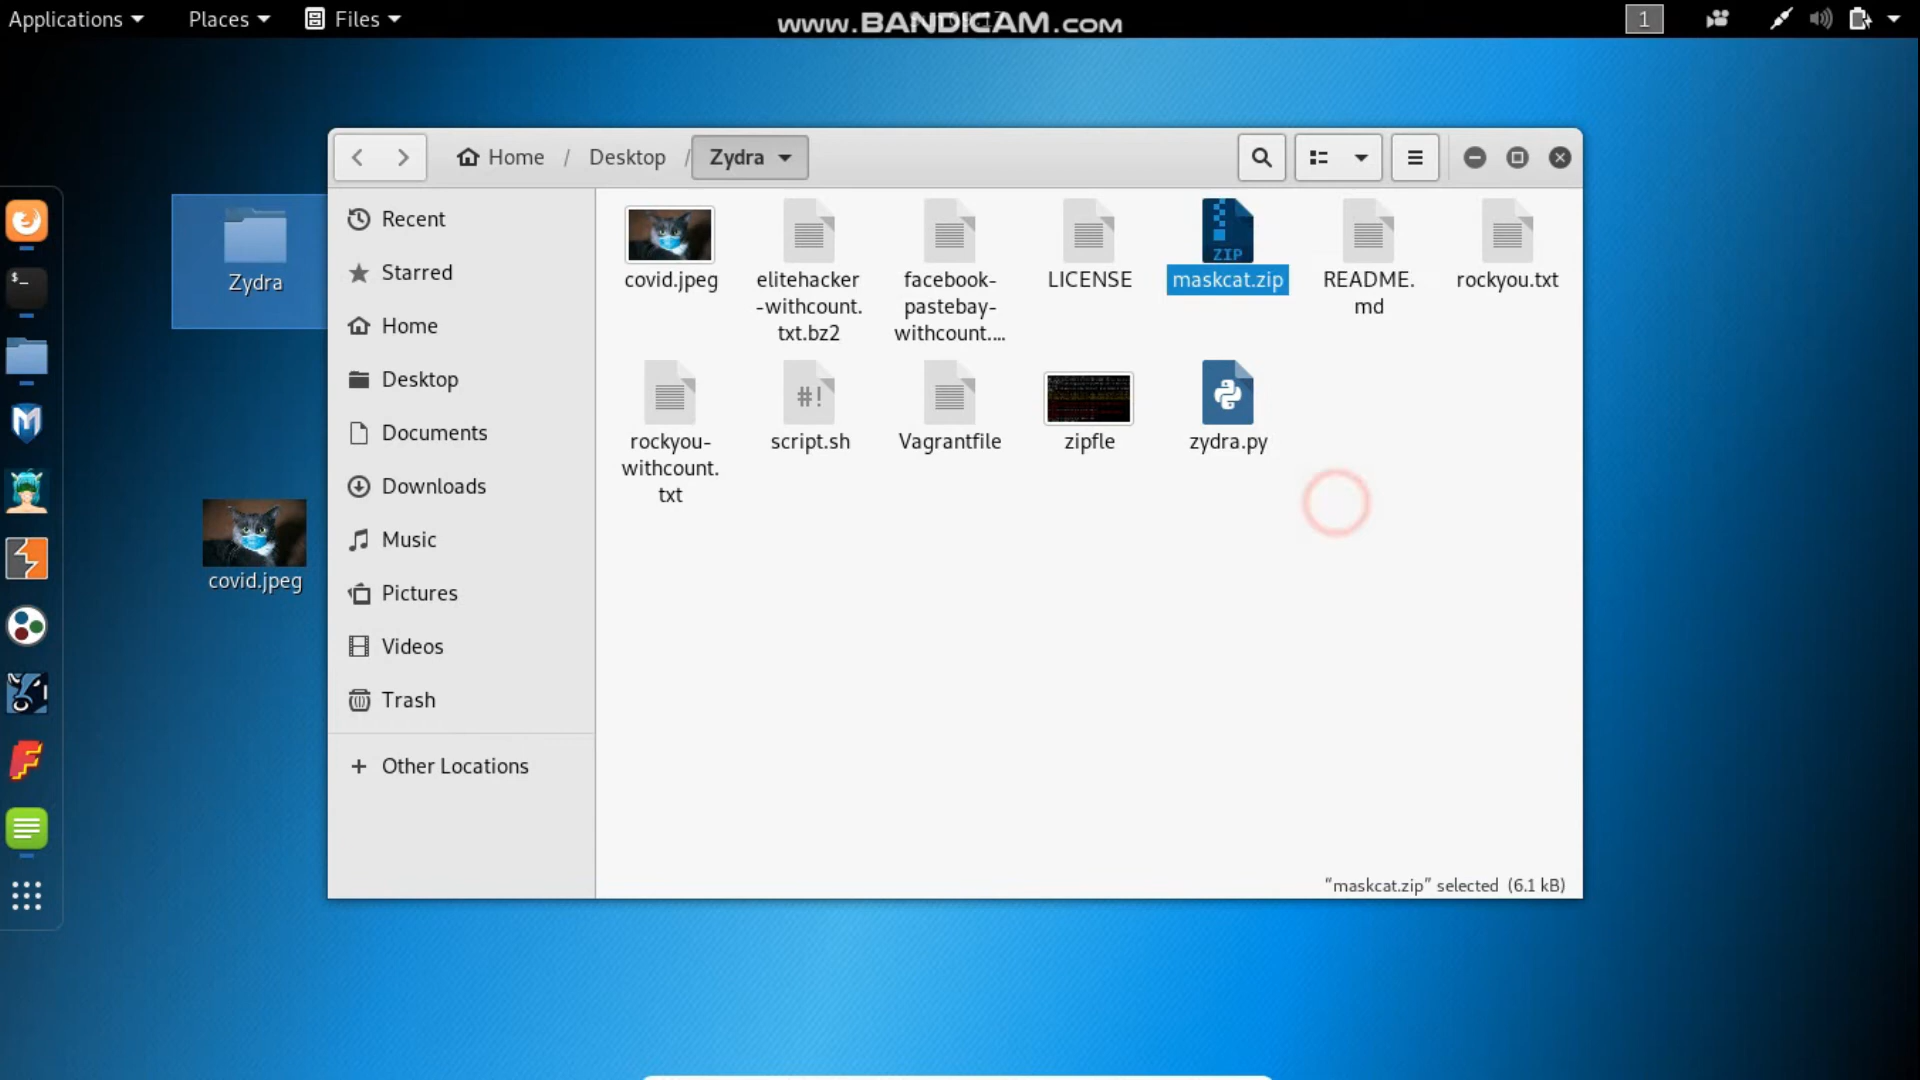 Applications
Places
Files
www.BANDICAM.com
1
Home / Desktop / Zydra
Zydra
covid.jpeg
Recent
Starred
Home
Desktop
Documents
Downloads
Music
Pictures
Videos
Trash
+ Other Locations
covid.jpeg
elitehacker
-withcount.
txt.bz2
facebook-
pastebay-
withcount....
LICENSE
ZIP
maskcat.zip
README.
md
rockyou.txt
rockyou-
withcount.
txt
#!
script.sh
Vagrantfile
zipfle
zydra.py
"maskcat.zip" selected (6.1 kB)